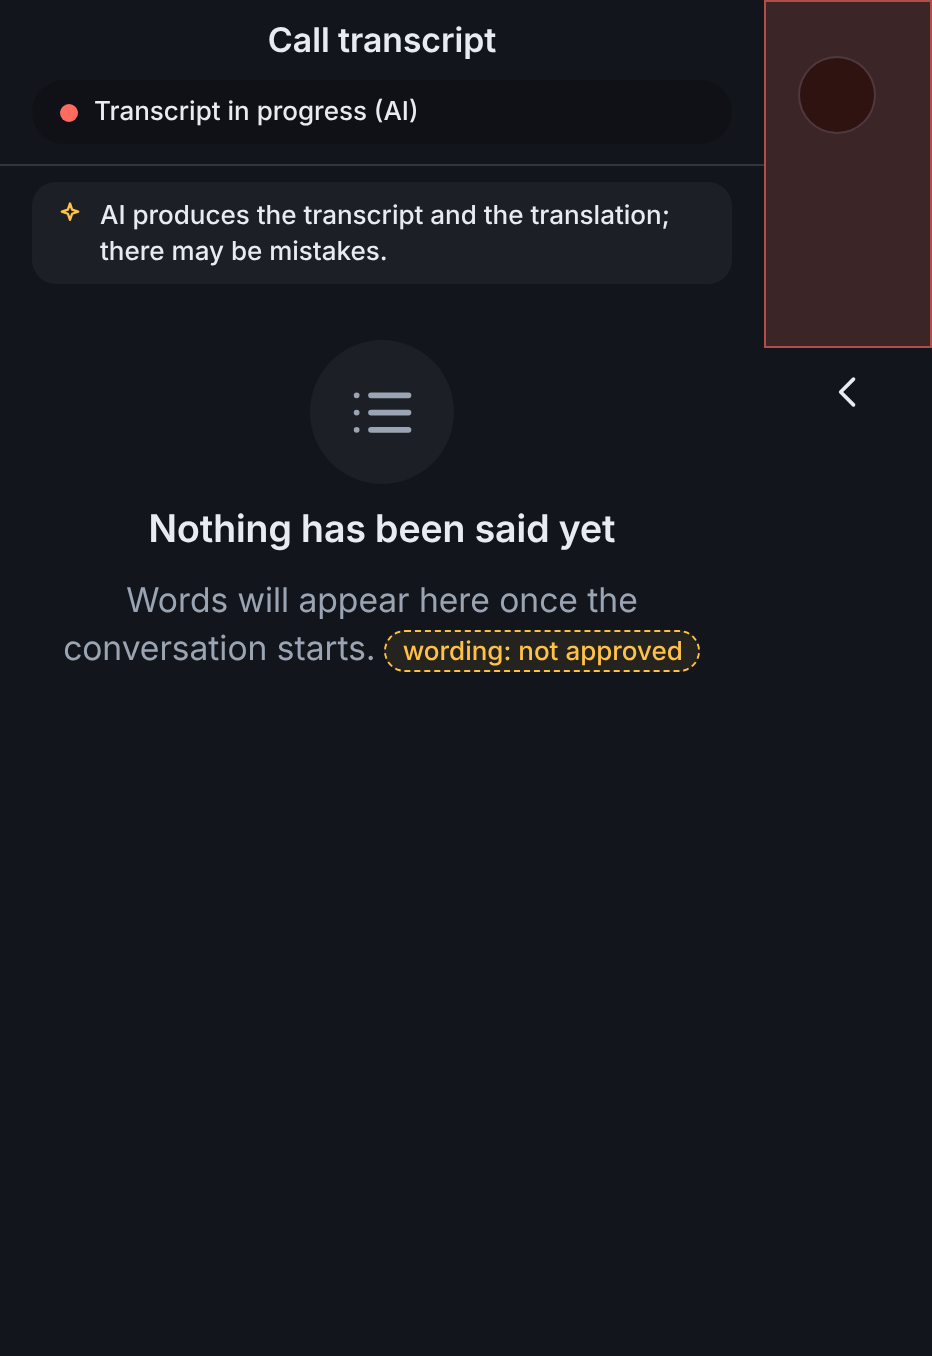 Call transcript
Transcript in progress (AI)
AI produces the transcript and the translation;
there may be mistakes.
Nothing has been said yet
Words will appear here once the
conversation starts. wording: not approved